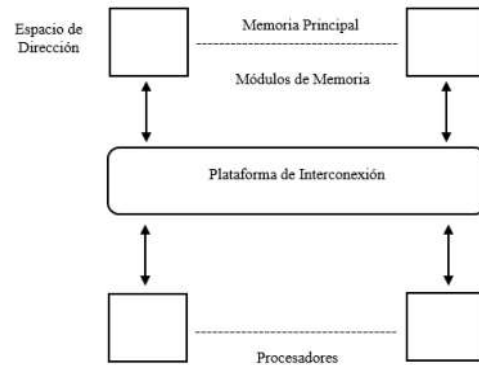 Espacio de
Dirección
Memoria Principal
Módulos de Memoria
Plataforma de Interconexión
Procesadores